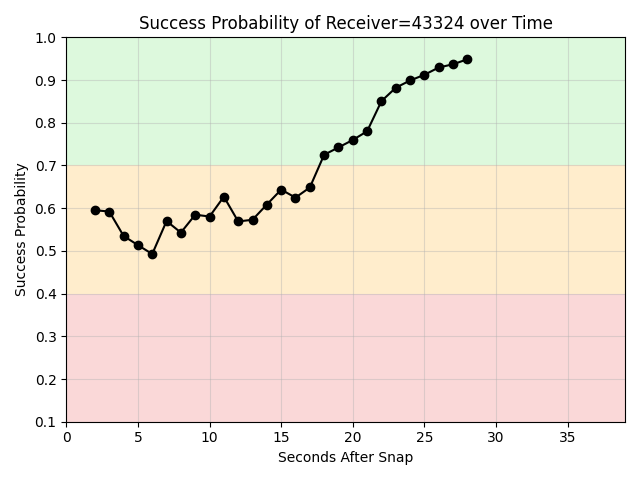 Success Probability of Receiver=43324 over Time
1.0
0.9
0.8
0.7
0.6
0.5
0.4
0.3
0.2
0.1
Success Probability
0 5 10 15 20 25 30 35
Seconds After Snap